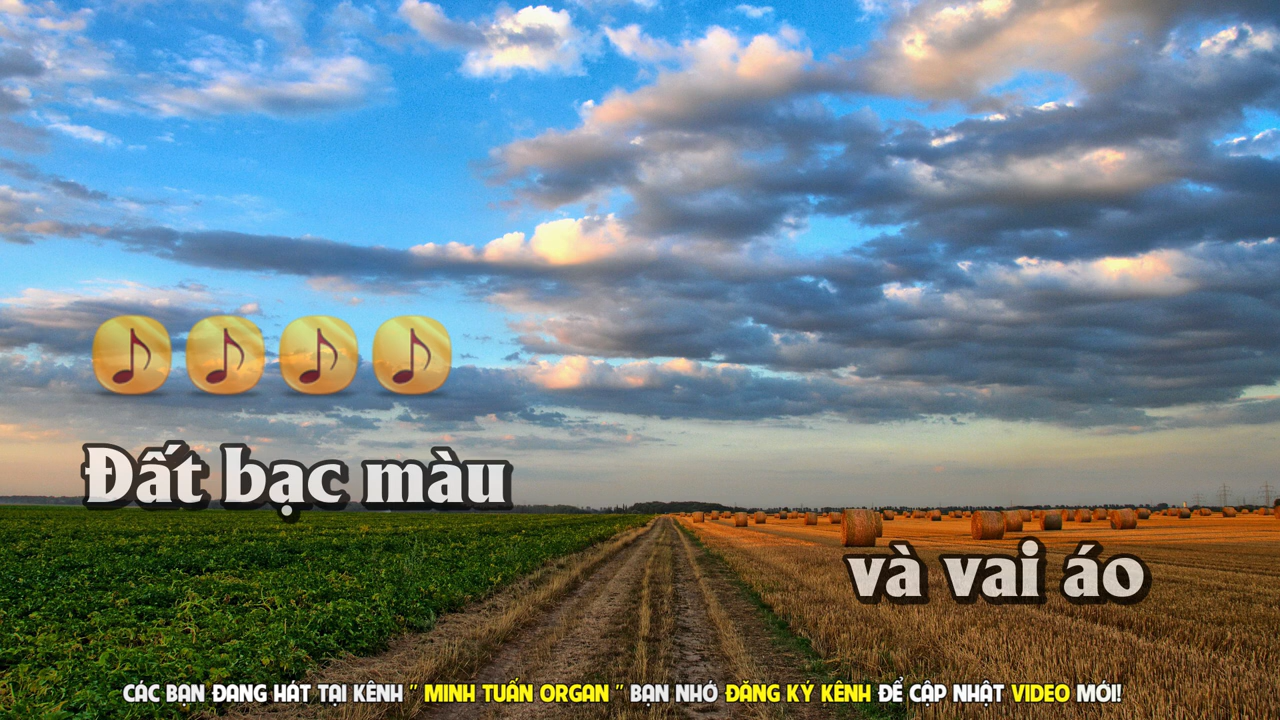 Đất bạc màu
và vai áo
CÁC BẠN ĐANG HÁT TẠI KÊNH " MINH TUẤN ORGAN " BẠN NHỚ ĐĂNG KÝ KÊNH ĐỂ CẬP NHẬT VIDEO MỚI!